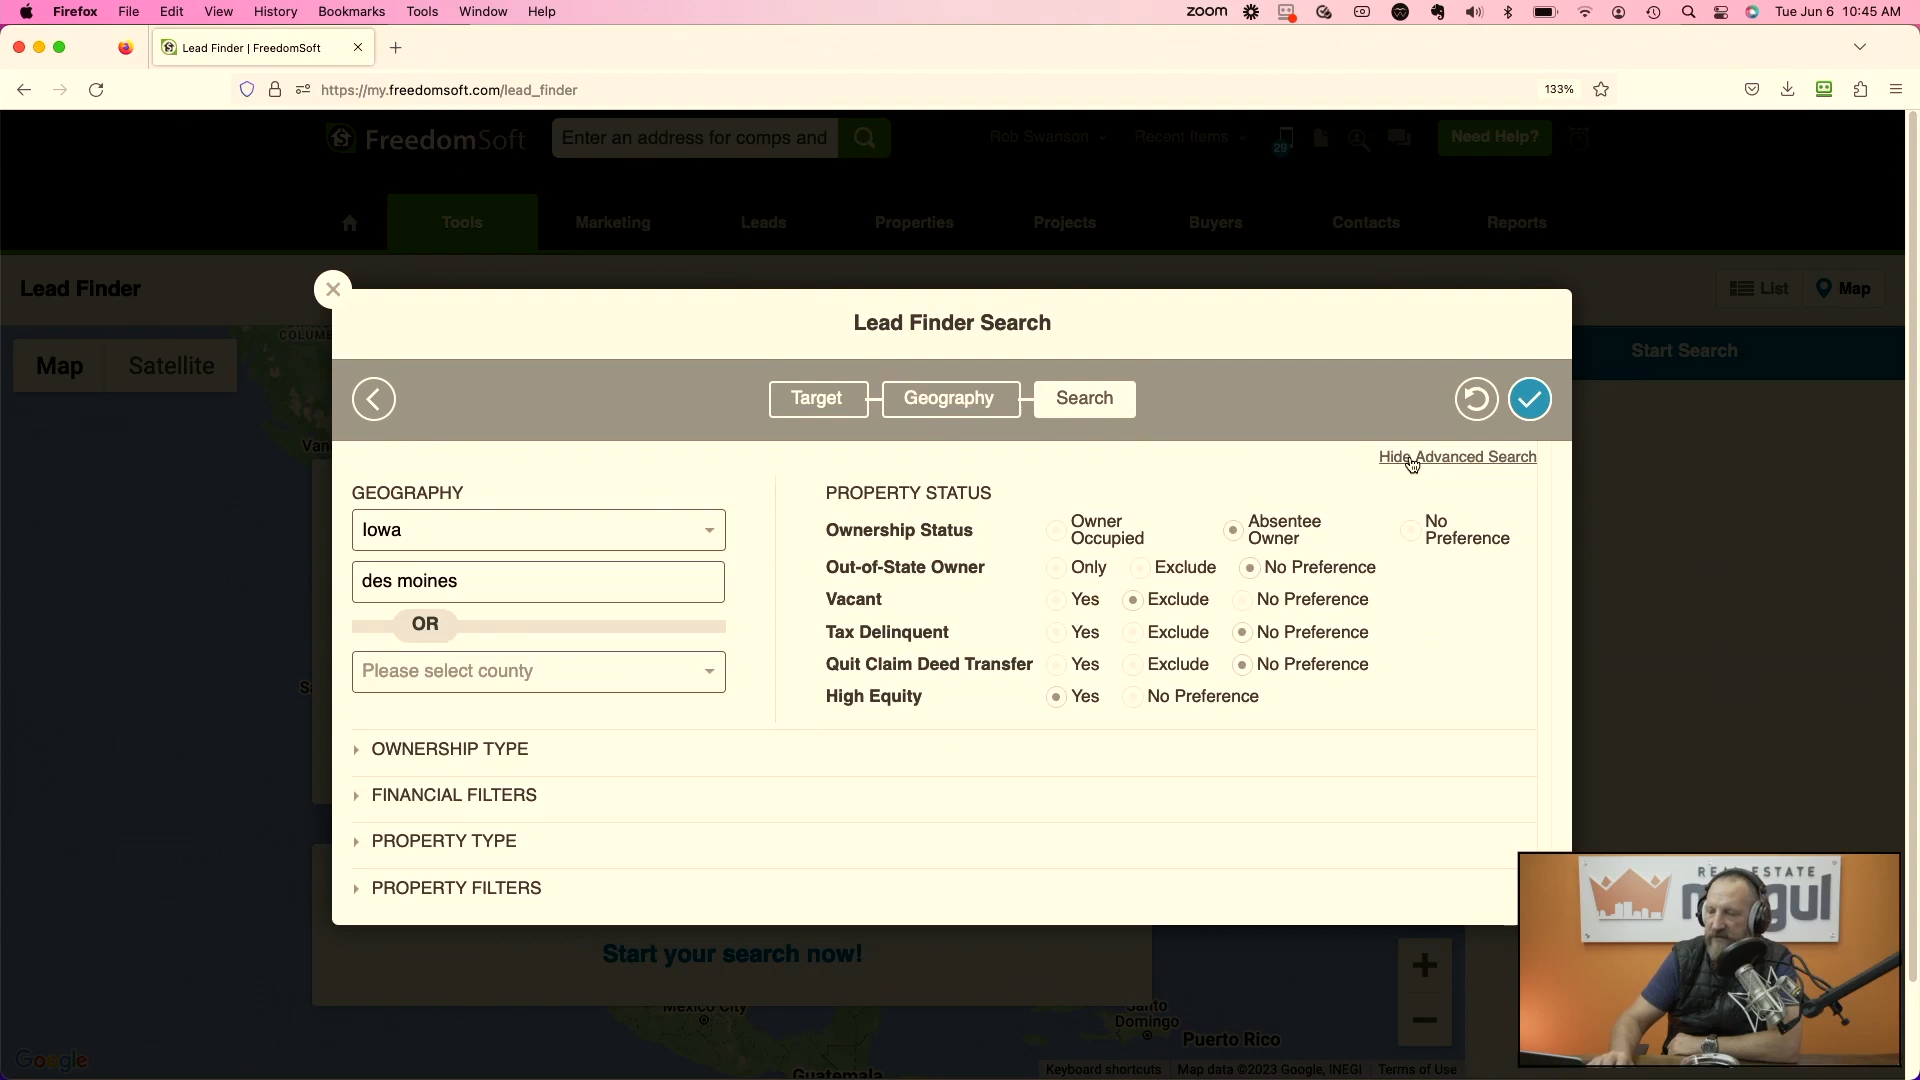 Firefox File Edit View History Bookmarks Tools Window Help
zoom
Tue Jun 6 10:45 AM
Lead Finder | FreedomSoft
https://my.freedomsoft.com/lead_finder
133%
FreedomSoft
Enter an address for comps and
Rob Swanson
Recent Items
29
Need Help?
Tools
Marketing
Leads
Properties
Projects
Buyers
Contacts
Reports
Lead Finder
List
Map
Map
Satellite
Start Search
Lead Finder Search
Target
Geography
Search
Hide Advanced Search
GEOGRAPHY
Iowa
des moines
OR
Please select county
PROPERTY STATUS
Ownership Status
Owner Occupied
Absentee Owner
No Preference
Out-of-State Owner
Only
Exclude
No Preference
Vacant
Yes
Exclude
No Preference
Tax Delinquent
Yes
Exclude
No Preference
Quit Claim Deed Transfer
Yes
Exclude
No Preference
High Equity
Yes
No Preference
OWNERSHIP TYPE
FINANCIAL FILTERS
PROPERTY TYPE
PROPERTY FILTERS
Start your search now!
Mexico City
Santo
Domingo
Puerto Rico
Guatemala
Google
Keyboard shortcuts
Map data ©2023 Google, INEGI
Terms of Use
REAL ESTATE